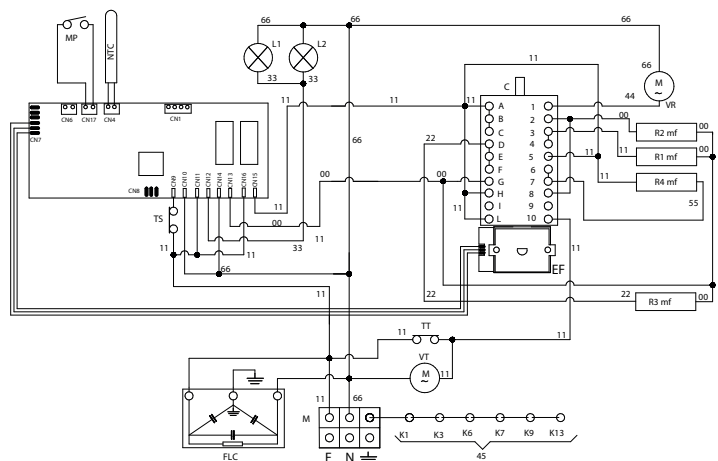 66 66
MP
NTC
L1 L2
11 66
M
~
44 VR
33 33
C
CN6 CN17 CN4 CN1
11 11
A 1
B 2
C 3
D 4
E 5
F 6
G 7
H 8
I 9
L 10
00 R2 mf 00
CN7
66
22
11 R1 mf 00
11
11 R4 mf
55
CN8
CN9 CN10 CN11 CN12 CN14 CN13 CN16 CN15
00 00
TS
00 11
11
11 11 33
66
11
EF
11
22 22 R3 mf 00
TT
11 11
VT
M
~
11
11 66
M
F N
FLC
K1 K3 K6 K7 K9 K13
45